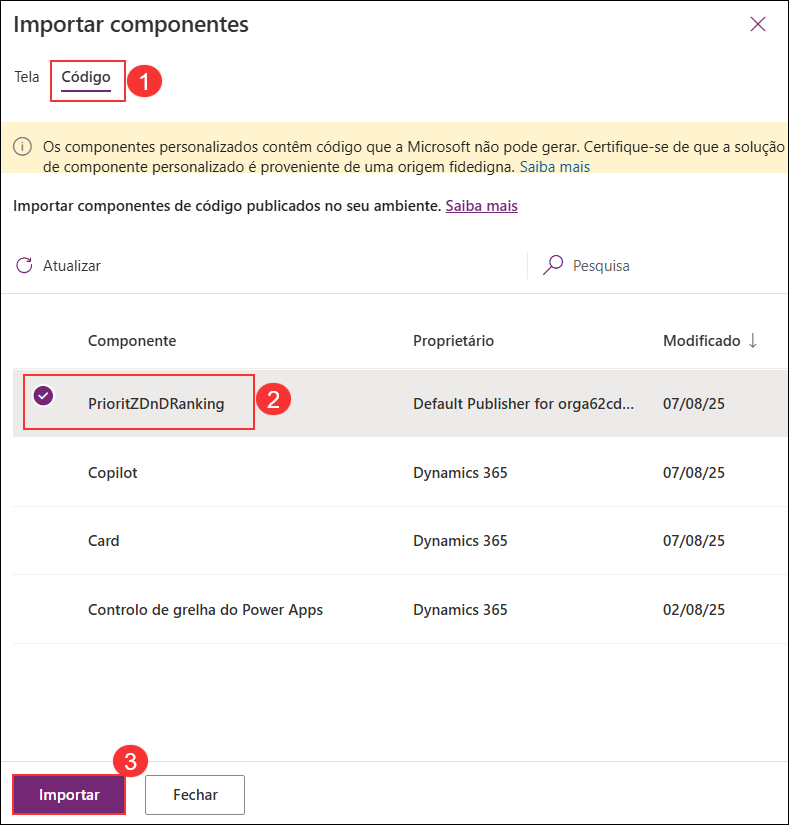 Importar componentes
Tela Código 1
Os componentes personalizados contêm código que a Microsoft não pode gerar. Certifique-se de que a solução
de componente personalizado é proveniente de uma origem fidedigna. Saiba mais
Importar componentes de código publicados no seu ambiente. Saiba mais
Atualizar Pesquisa
Componente Proprietário Modificado
PrioritZDnDRanking 2 Default Publisher for orga62cd... 07/08/25
Copilot Dynamics 365 07/08/25
Card Dynamics 365 07/08/25
Controlo de grelha do Power Apps Dynamics 365 02/08/25
3
Importar Fechar